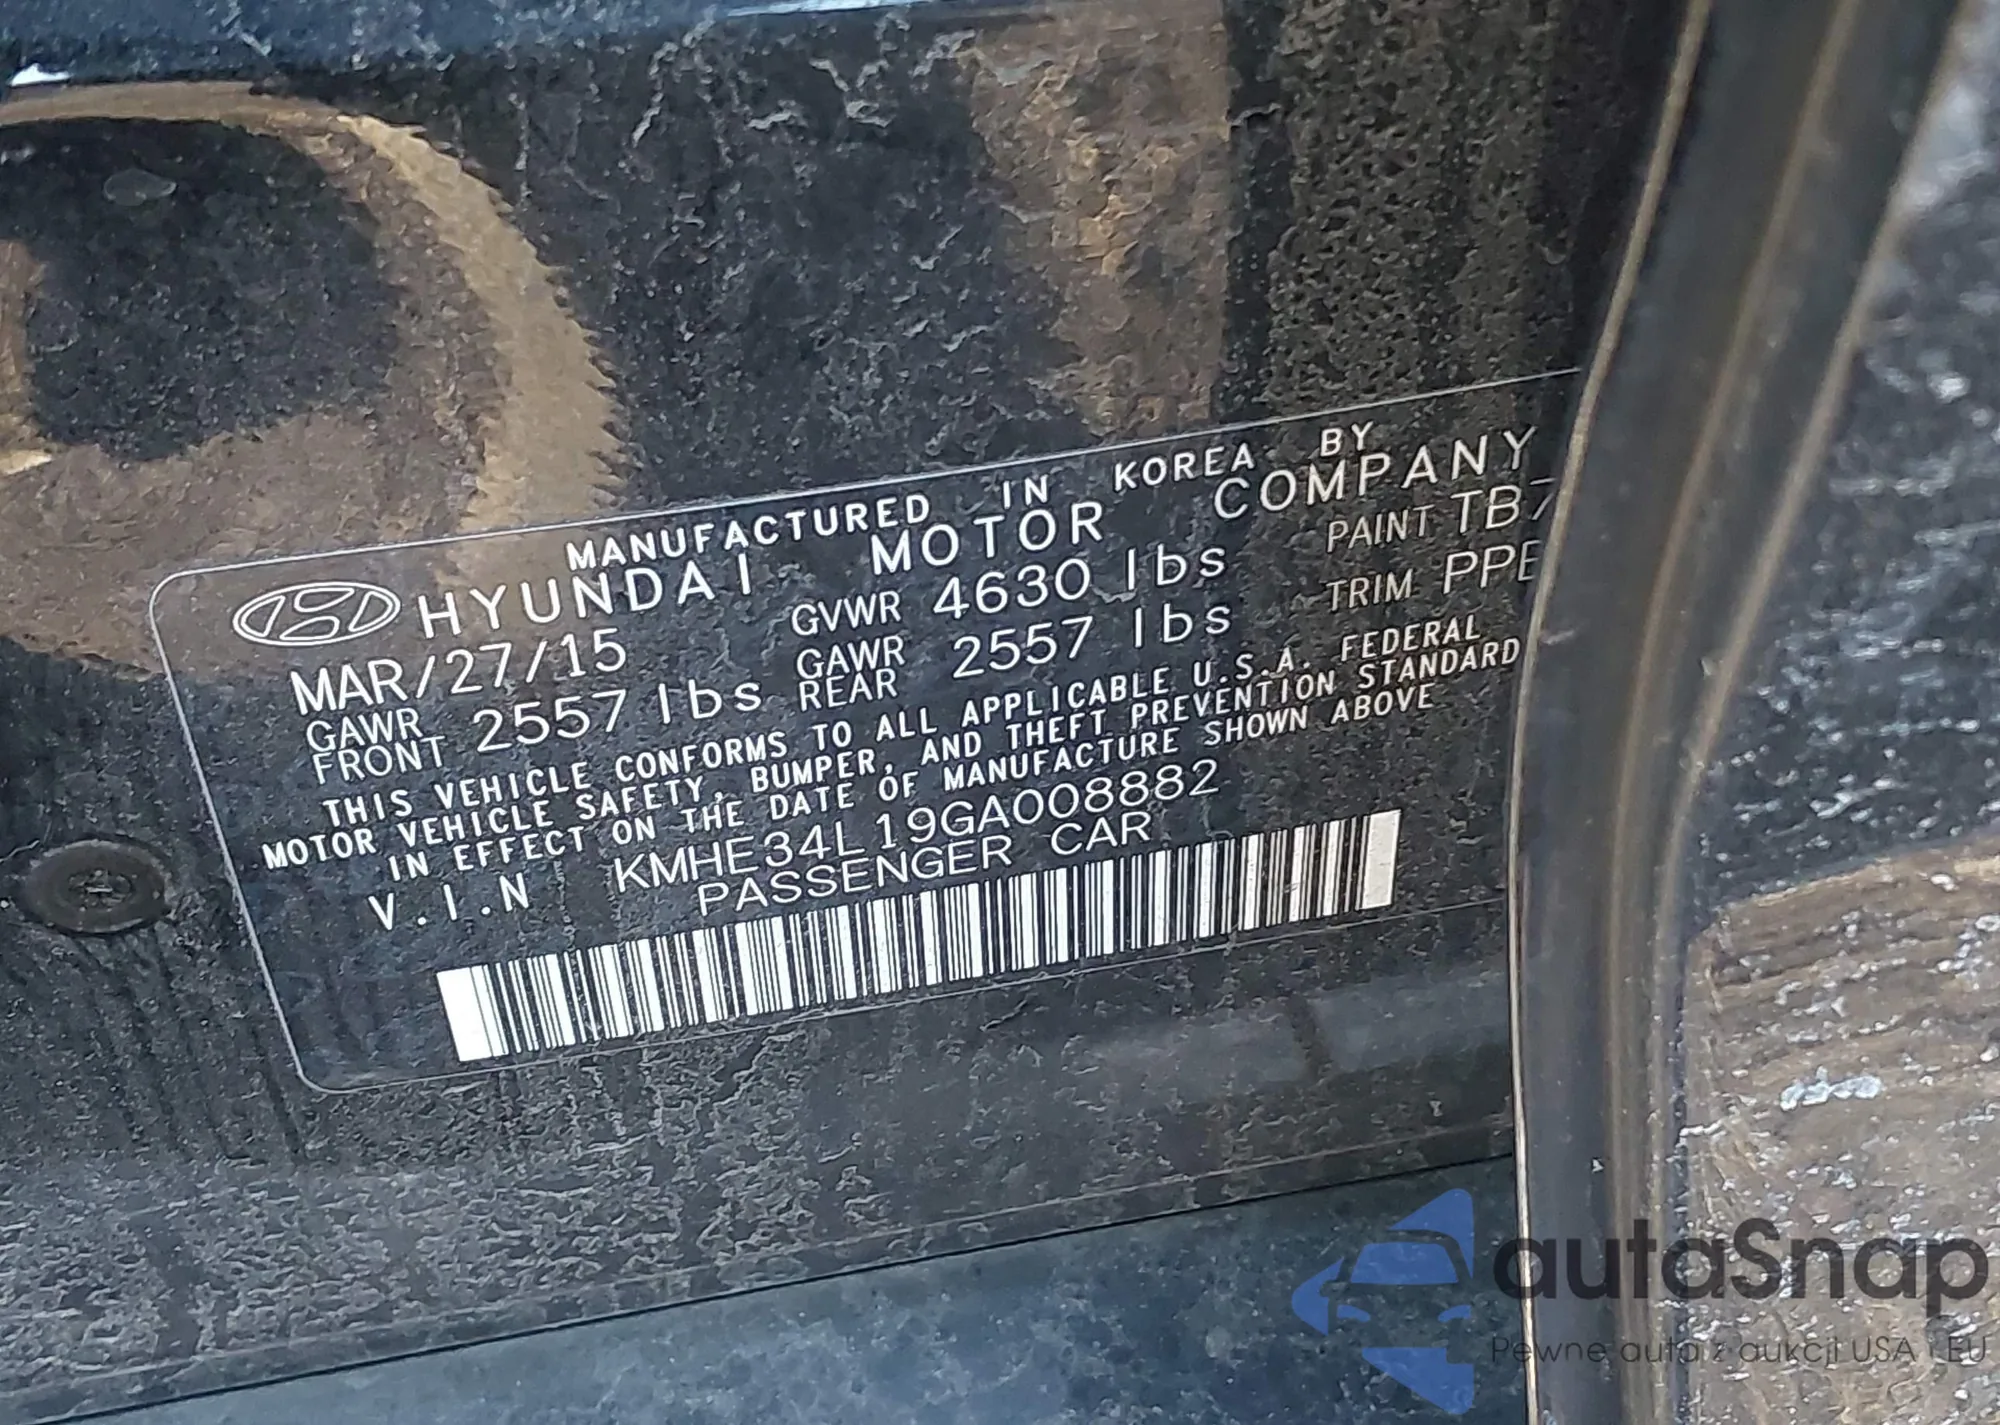 MANUFACTURED IN KOREA BY
HYUNDAI MOTOR COMPANY
MAR/27/15 GVWR 4630 lbs PAINT TB7
GAWR FRONT 2557 lbs GAWR REAR 2557 lbs TRIM PPE
THIS VEHICLE CONFORMS TO ALL APPLICABLE U.S.A. FEDERAL
MOTOR VEHICLE SAFETY, BUMPER, AND THEFT PREVENTION STANDARD
IN EFFECT ON THE DATE OF MANUFACTURE SHOWN ABOVE
V.I.N KMHE34L19GA008882
PASSENGER CAR
autaSnap
Pewne auta z aukcji USA i EU